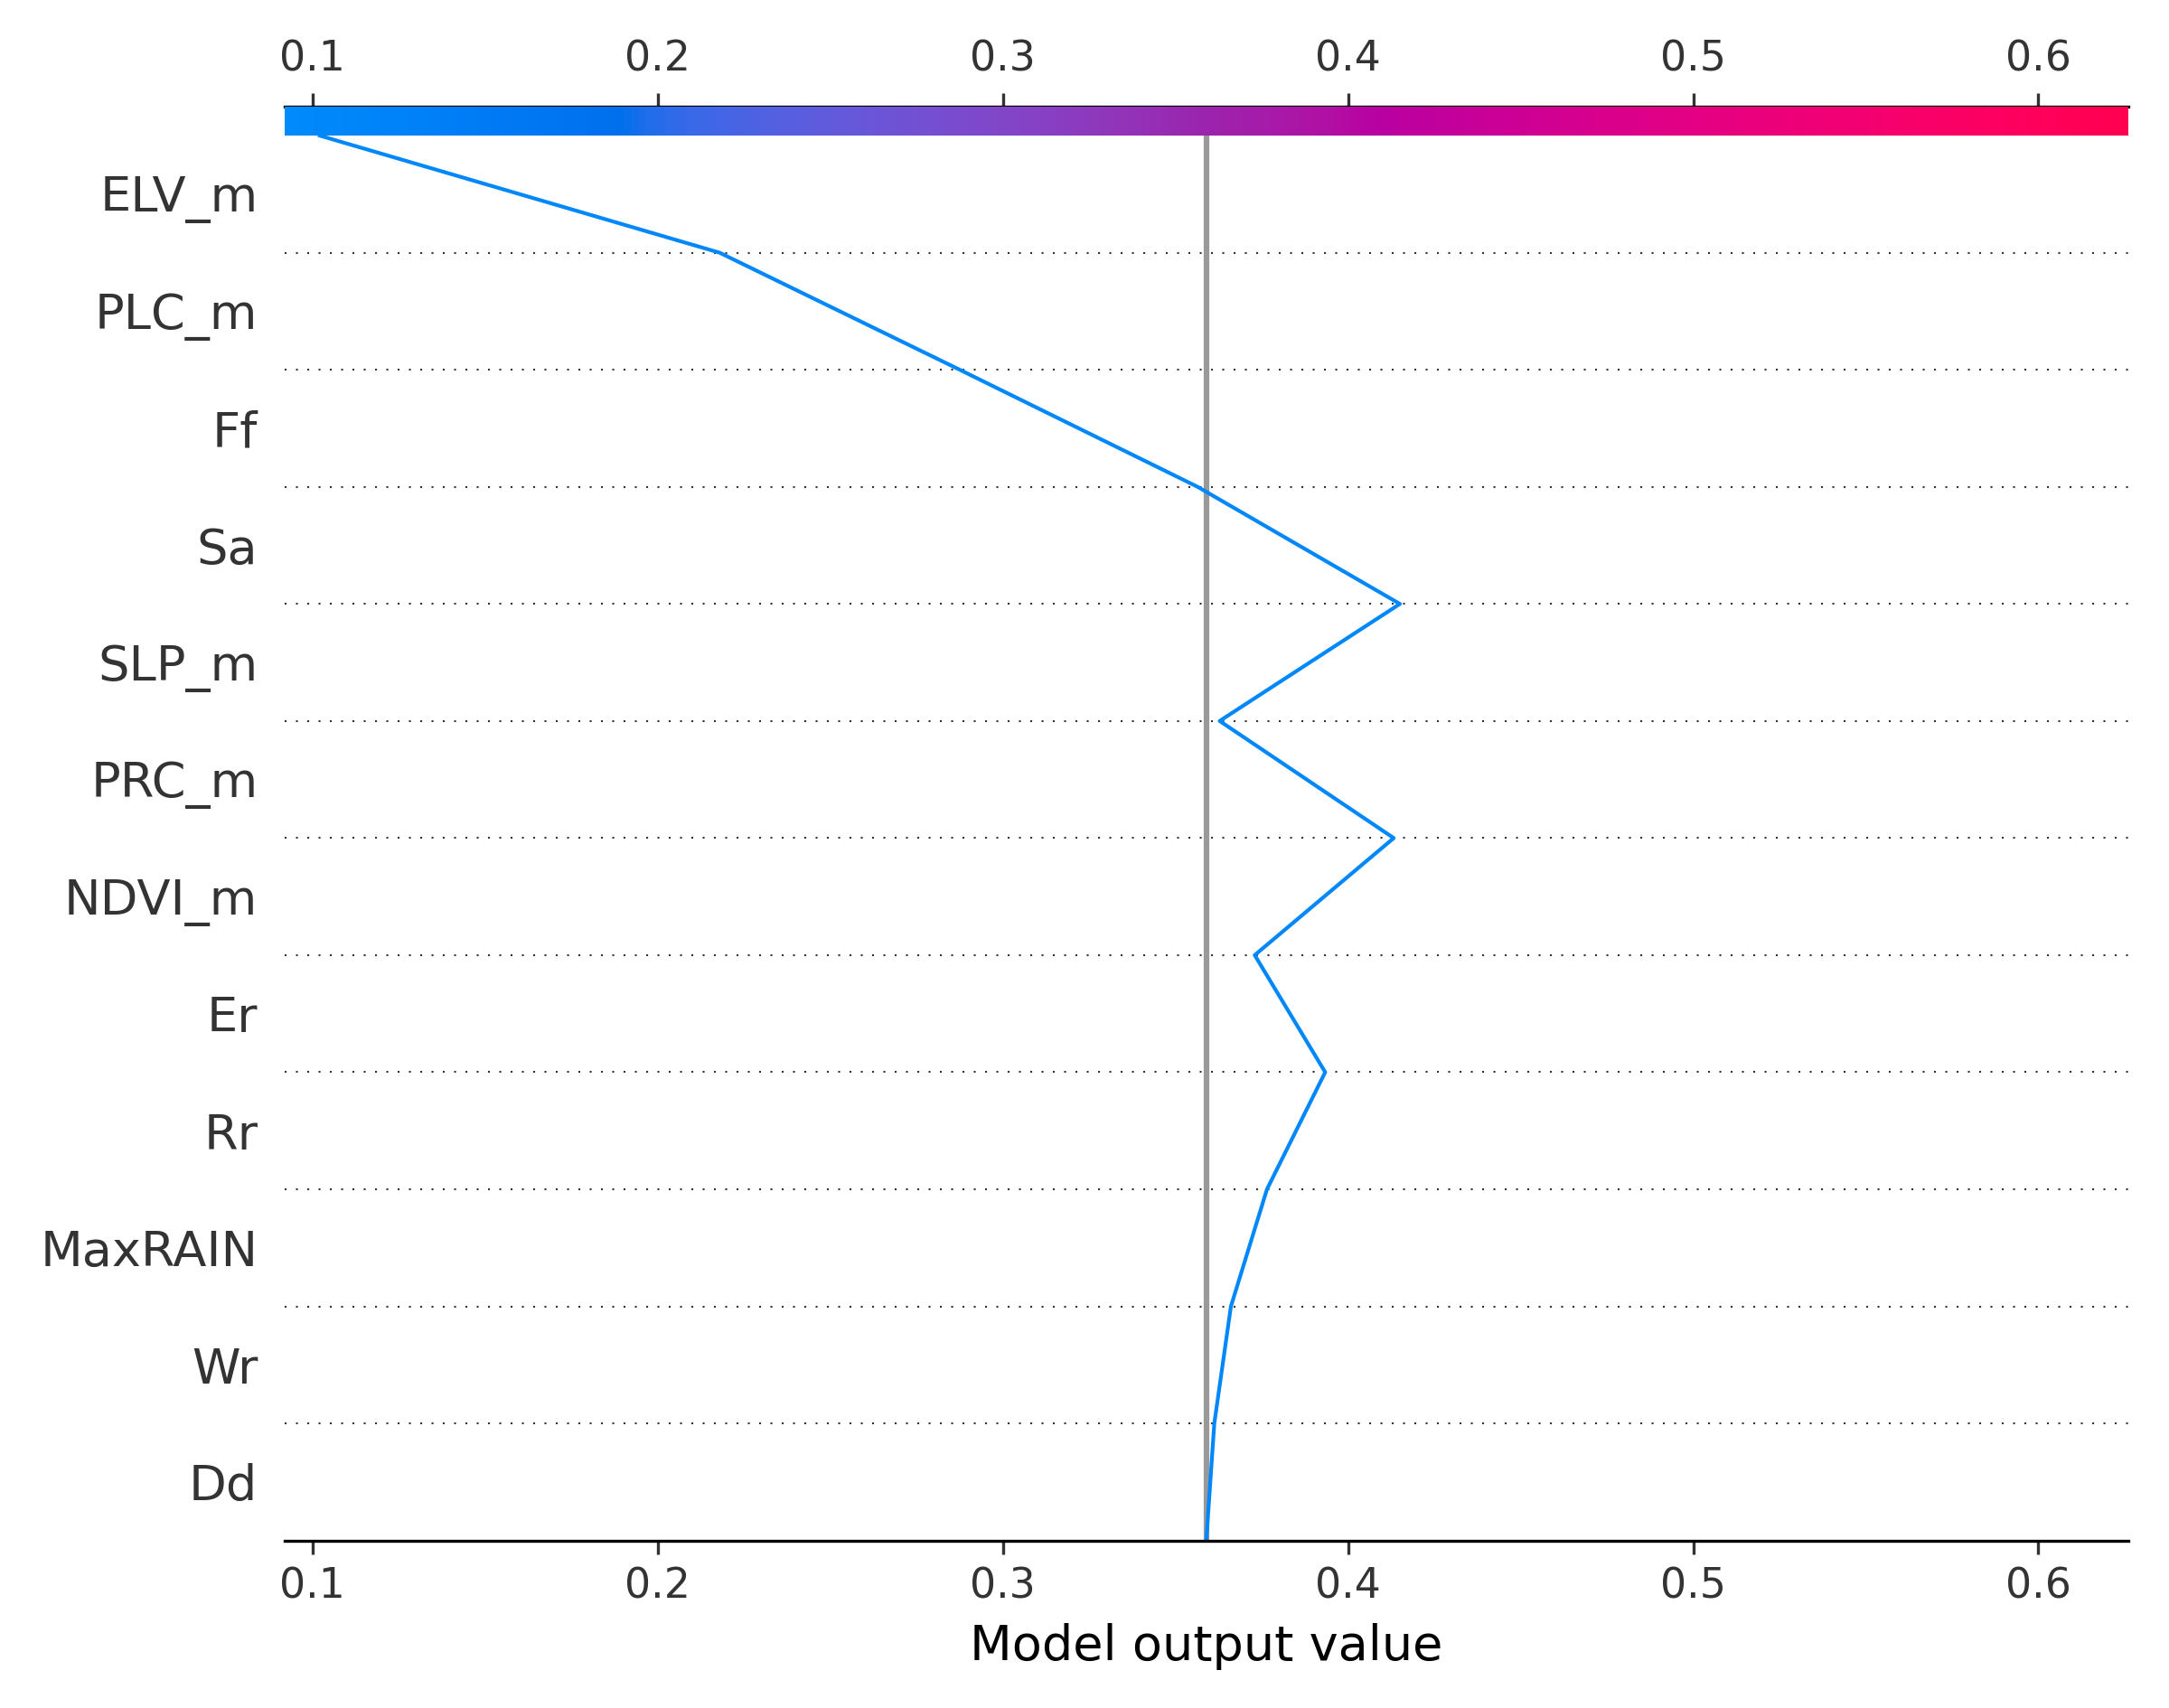 0.1 0.2 0.3 0.4 0.5 0.6
ELV_m
PLC_m
Ff
Sa
SLP_m
PRC_m
NDVI_m
Er
Rr
MaxRAIN
Wr
Dd
0.1 0.2 0.3 0.4 0.5 0.6
Model output value